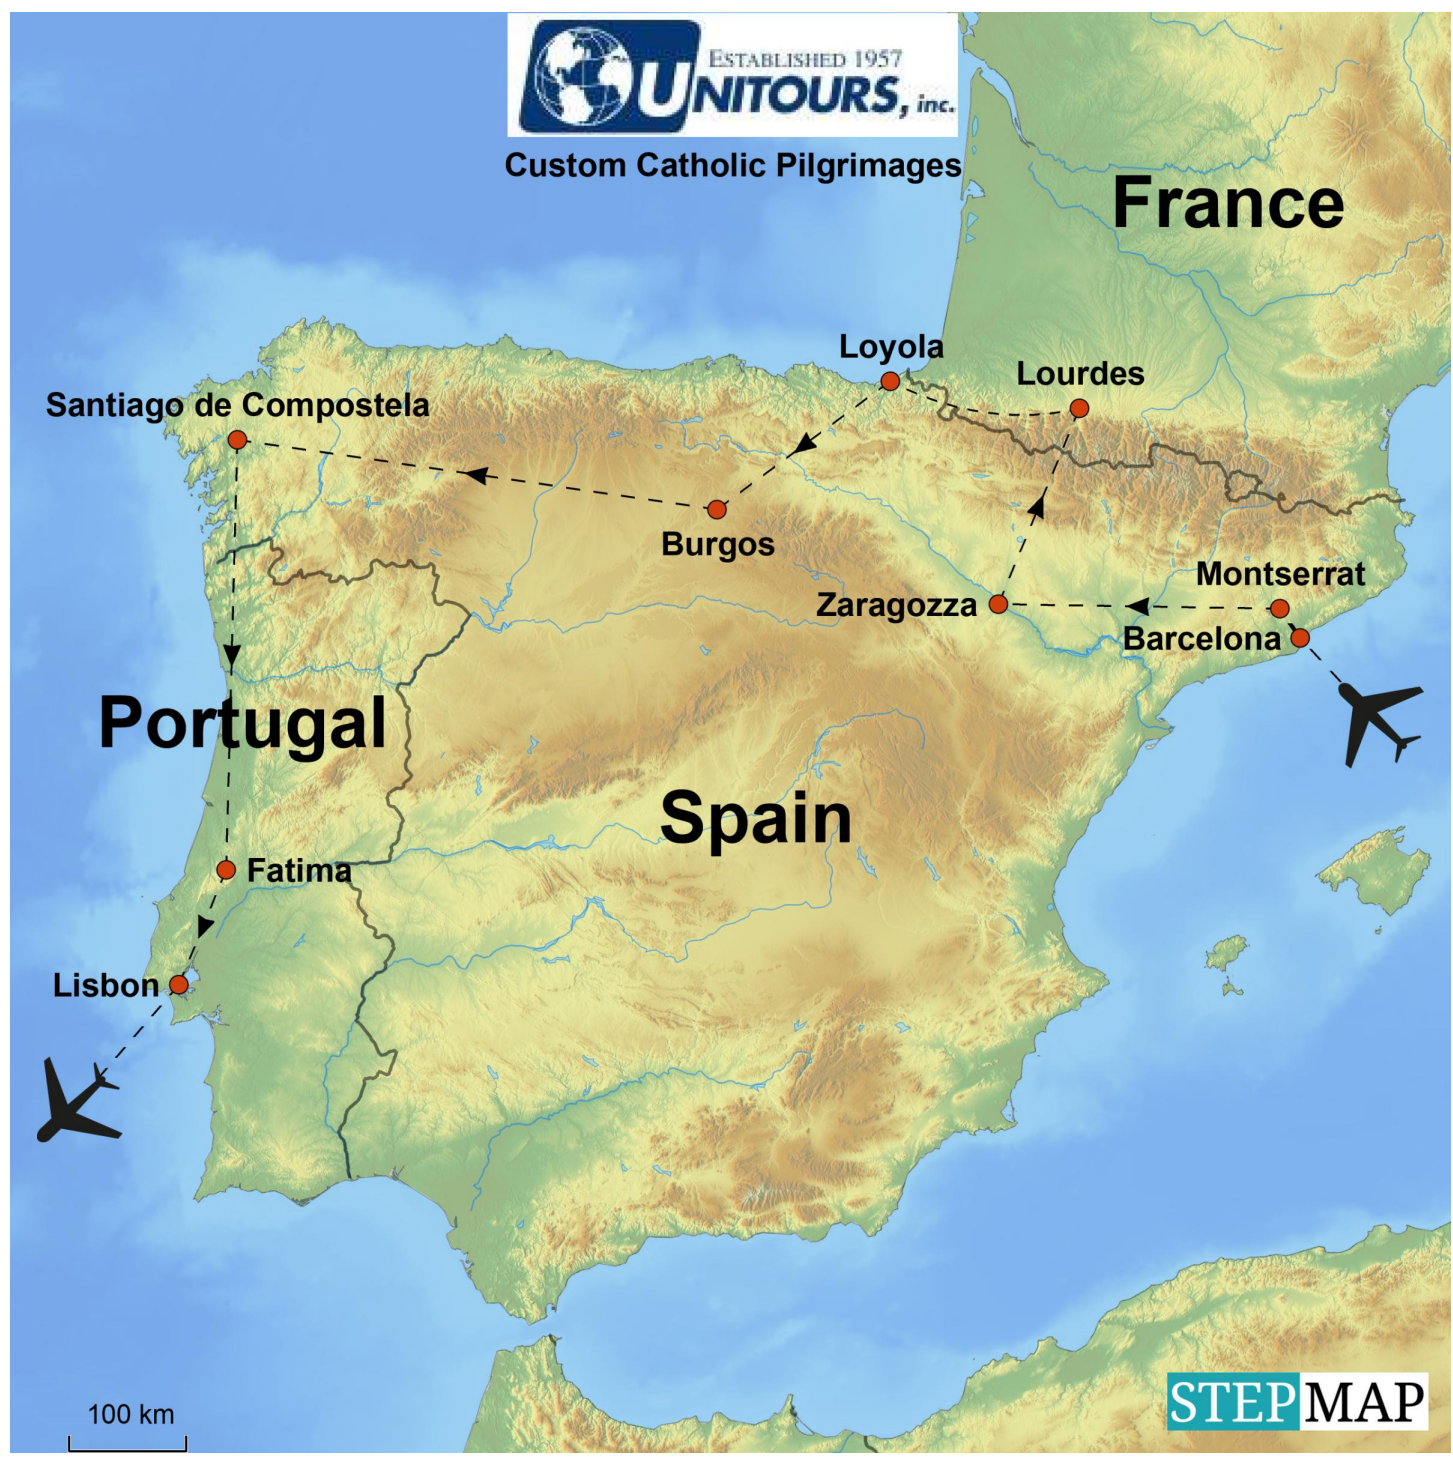 ESTABLISHED 1957
UNITOURS, inc.
Custom Catholic Pilgrimages
France
Loyola
Lourdes
Santiago de Compostela
Burgos
Montserrat
Zaragozza
Barcelona
Portugal
Spain
Fatima
Lisbon
100 km
STEPMAP